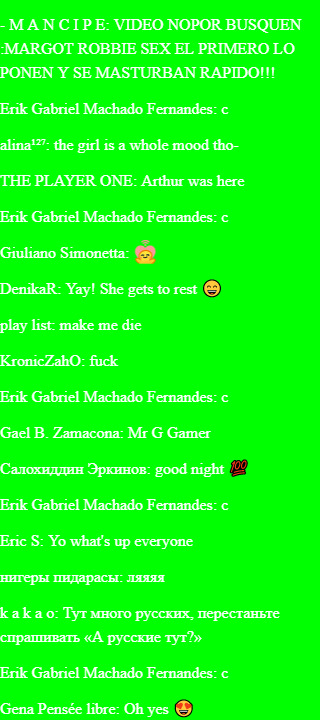 - M A N C I P E: VIDEO NOPOR BUSQUEN
:MARGOT ROBBIE SEX EL PRIMERO LO
PONEN Y SE MASTURBAN RAPIDO!!!
Erik Gabriel Machado Fernandes: c
alina¹²⁷: the girl is a whole mood tho-
THE PLAYER ONE: Arthur was here
Erik Gabriel Machado Fernandes: c
Giuliano Simonetta: 🙆
DenikaR: Yay! She gets to rest 😄
play list: make me die
KronicZahO: fuck
Erik Gabriel Machado Fernandes: c
Gael B. Zamacona: Mr G Gamer
Салохиддин Эркинов: good night 💯
Erik Gabriel Machado Fernandes: c
Eric S: Yo what's up everyone
нигеры пидарасы: ляяяя
k a k a o: Тут много русских, перестаньте
спрашивать «А русские тут?»
Erik Gabriel Machado Fernandes: c
Gena Pensée libre: Oh yes 😍